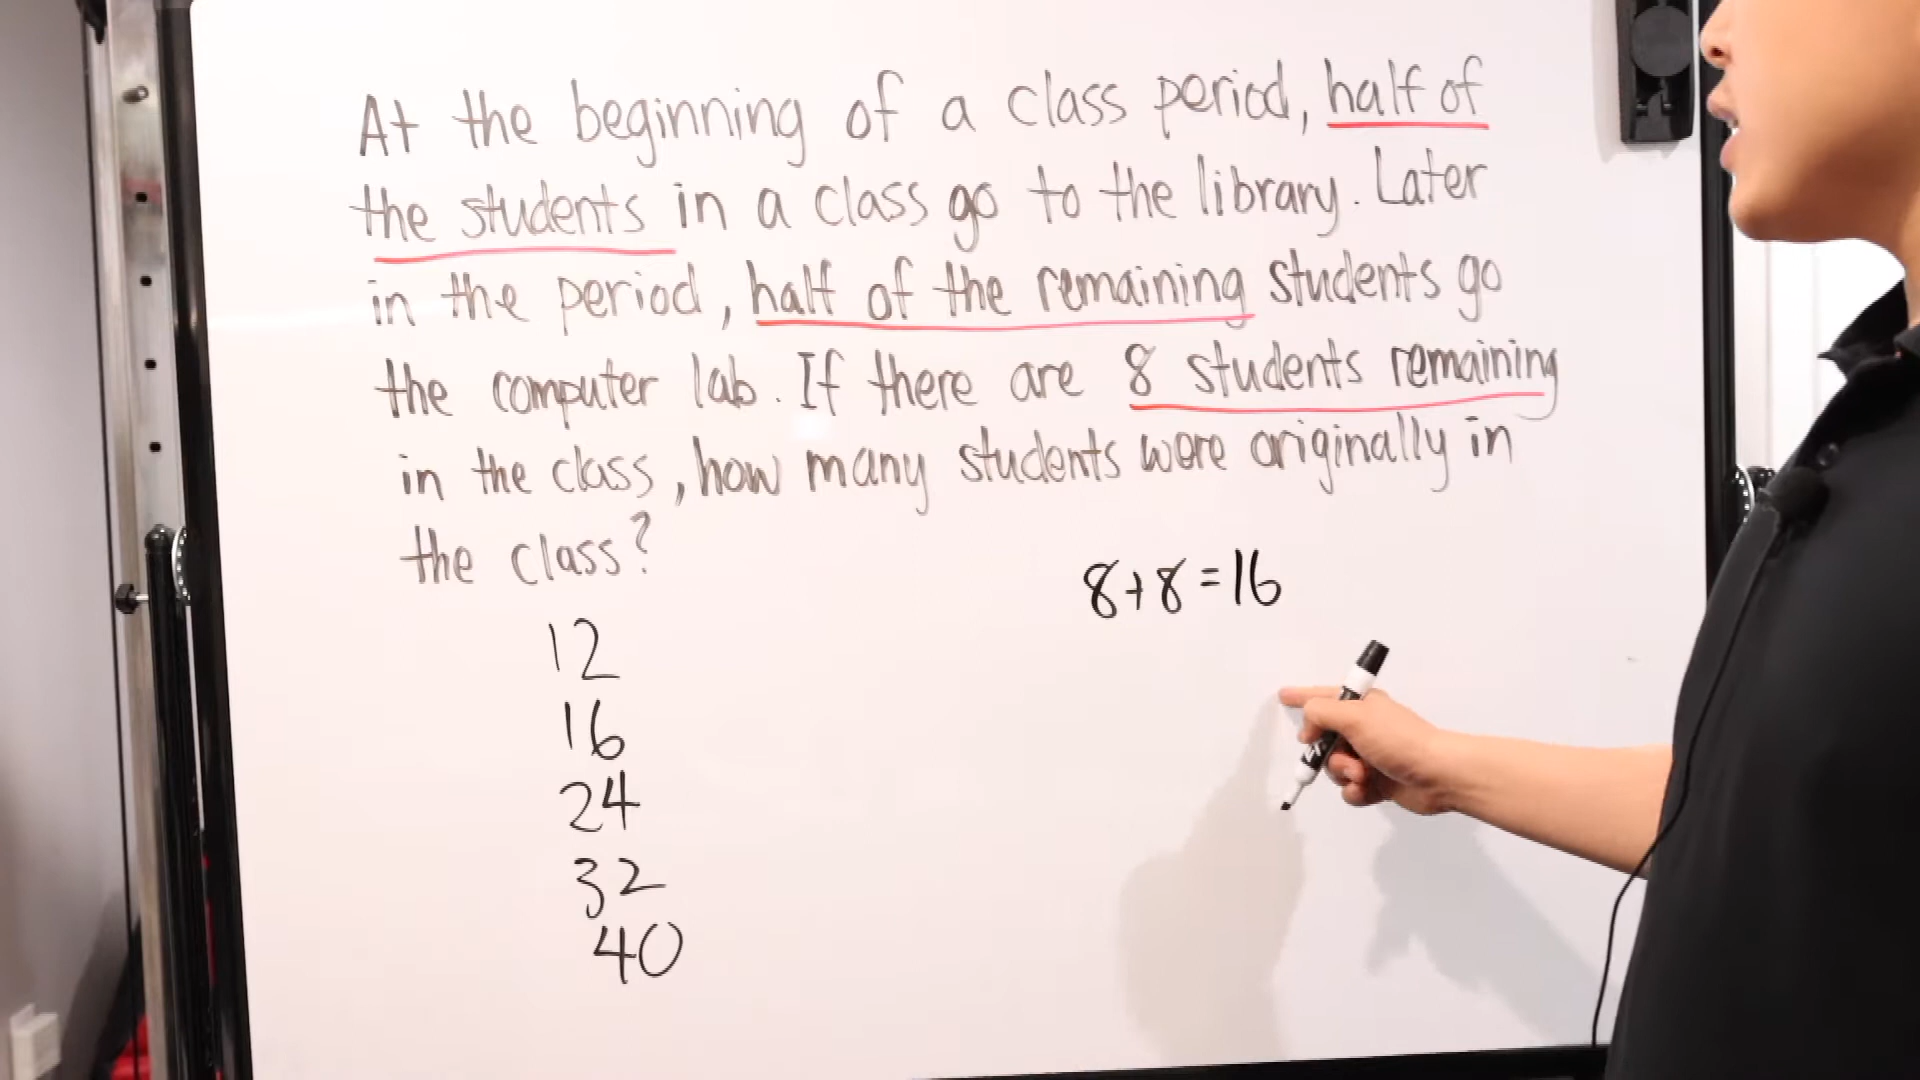 At the beginning of a class period, half of
the students in a class go to the library. Later
in the period, half of the remaining students go
the computer lab. If there are 8 students remaining
in the class, how many students were originally in
the class?
8+8=16
12
16
24
32
40